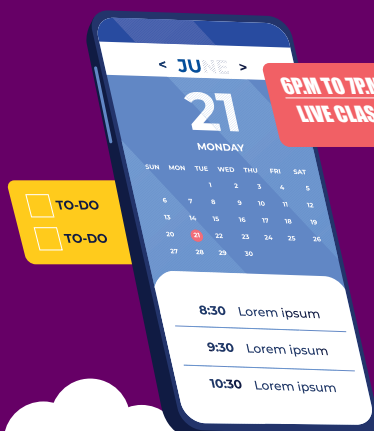 < JUNE >
6P.M TO 7P.M
LIVE CLAS
21
MONDAY
SUN MON TUE WED THU FRI SAT
1 2 3 4 5
6 7 8 9 10 11 12
13 14 15 16 17 18 19
20 21 22 23 24 25 26
27 28 29 30
TO-DO
TO-DO
8:30 Lorem ipsum
9:30 Lorem ipsum
10:30 Lorem ipsum